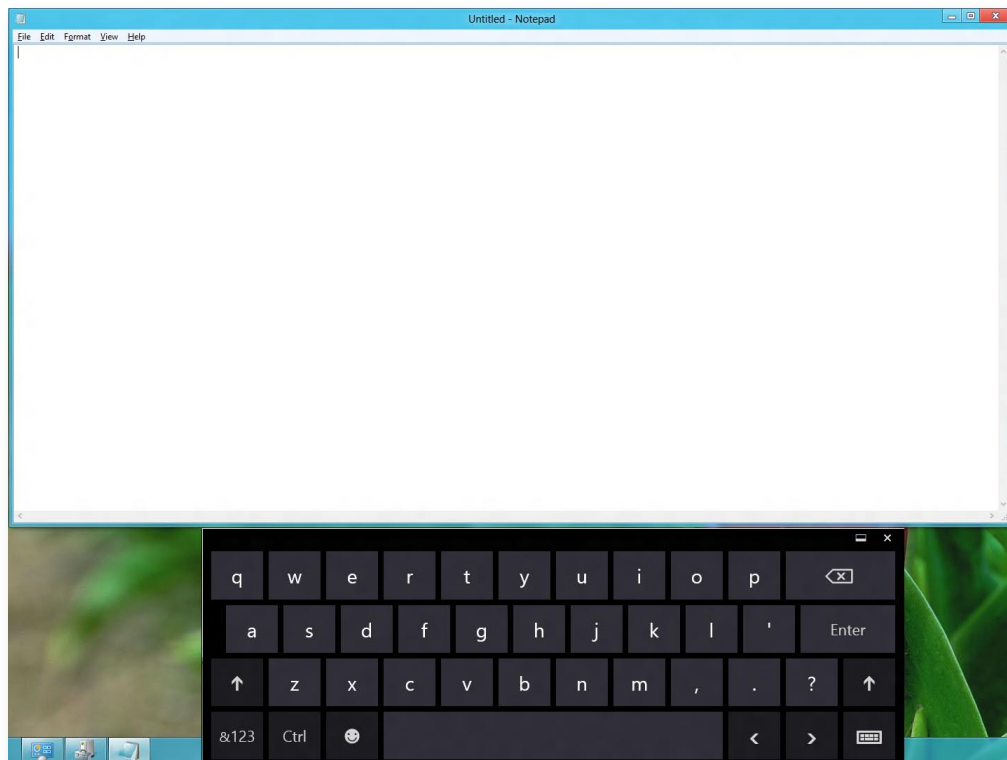 Untitled - Notepad
File Edit Format View Help
q w e r t y u i o p
a s d f g h j k l ' Enter
z x c v b n m , . ?
&123 Ctrl < >